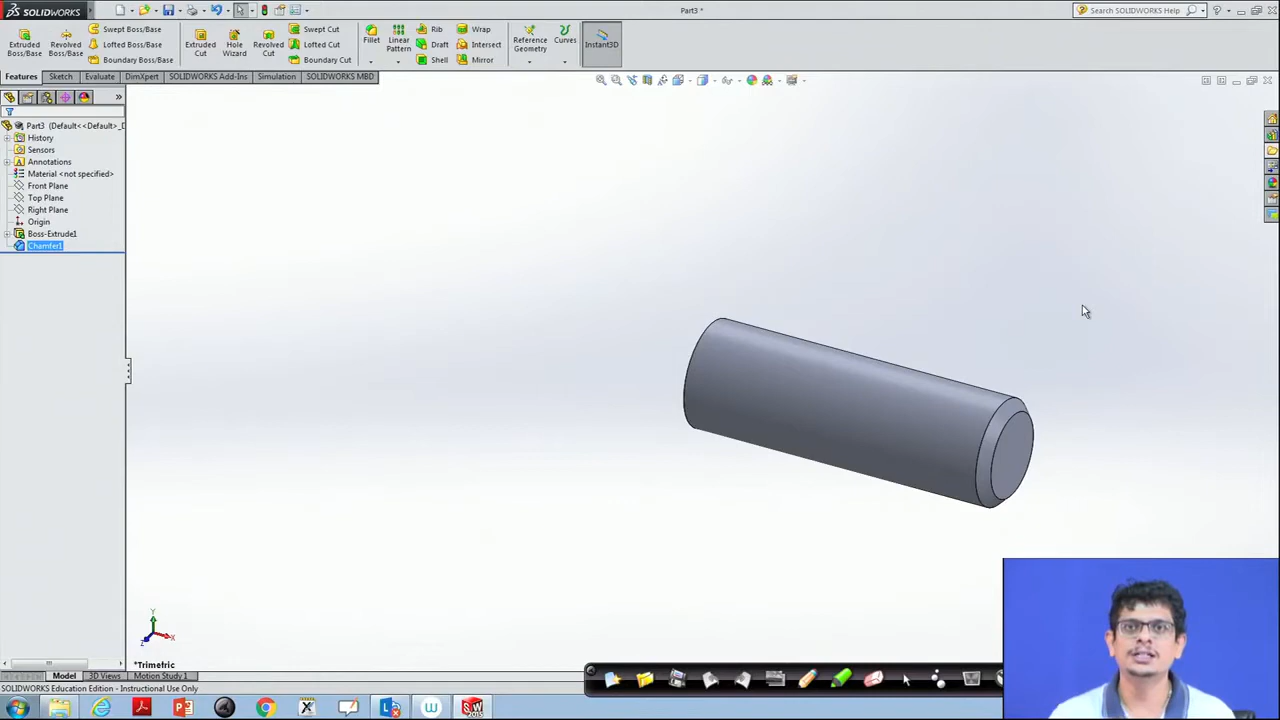 SOLIDWORKS
Part3 *
Search SOLIDWORKS Help
Extruded Boss/Base
Revolved Boss/Base
Swept Boss/Base
Lofted Boss/Base
Boundary Boss/Base
Extruded Cut
Hole Wizard
Revolved Cut
Swept Cut
Lofted Cut
Boundary Cut
Fillet
Linear Pattern
Rib
Draft
Shell
Wrap
Intersect
Mirror
Reference Geometry
Curves
Instant3D
Features Sketch Evaluate DimXpert SOLIDWORKS Add-Ins Simulation SOLIDWORKS MBD
Part3 (Default<<Default>_D
History
Sensors
Annotations
Material <not specified>
Front Plane
Top Plane
Right Plane
Origin
Boss-Extrude1
Chamfer1
Y
X
Z
*Trimetric
Model 3D Views Motion Study 1
SOLIDWORKS Education Edition - Instructional Use Only